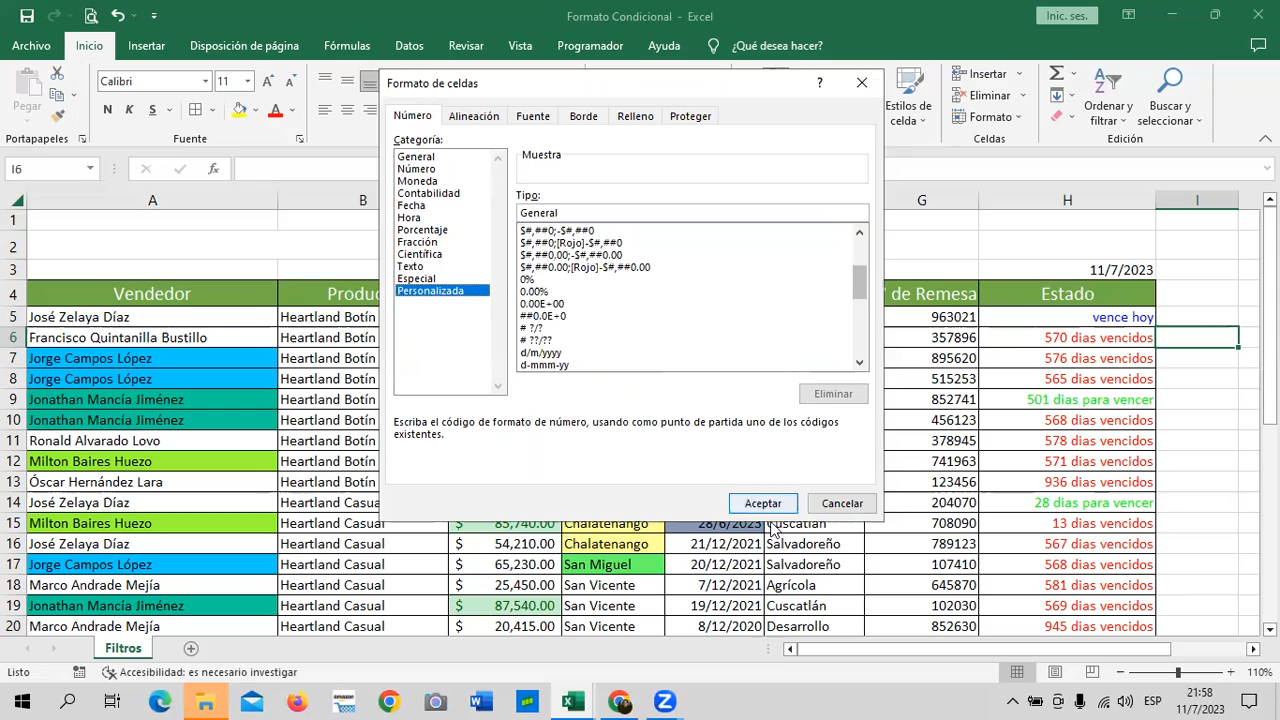 Formato Condicional - Excel
Inic. ses.
Archivo Inicio Insertar Disposición de página Fórmulas Datos Revisar Vista Programador Ayuda ¿Qué desea hacer?
Pegar
Calibri 11
N K S
Portapapeles Fuente
Estilos de celda
Insertar
Eliminar
Formato
Celdas
Ordenar y filtrar
Buscar y seleccionar
Edición
I6
Formato de celdas
Número Alineación Fuente Borde Relleno Proteger
Categoría:
General
Número
Moneda
Contabilidad
Fecha
Hora
Porcentaje
Fracción
Científica
Texto
Especial
Personalizada
Muestra
Tipo:
General
$#,##0;-$#,##0
$#,##0;[Rojo]-$#,##0
$#,##0.00;-$#,##0.00
$#,##0.00;[Rojo]-$#,##0.00
0%
0.00%
0.00E+00
##0.0E+0
# ?/?
# ??/??
d/m/yyyy
d-mmm-yy
Eliminar
Escriba el código de formato de número, usando como punto de partida uno de los códigos
existentes.
Aceptar Cancelar
A B G H I
1
2
3 11/7/2023
4 Vendedor Produc ° de Remesa Estado
5 José Zelaya Díaz Heartland Botín 963021 vence hoy
6 Francisco Quintanilla Bustillo Heartland Botín 357896 570 dias vencidos
7 Jorge Campos López Heartland Botín 895620 576 dias vencidos
8 Jorge Campos López Heartland Botín 515253 565 dias vencidos
9 Jonathan Mancía Jiménez Heartland Botín 852741 501 dias para vencer
10 Jonathan Mancía Jiménez Heartland Botín 456123 568 dias vencidos
11 Ronald Alvarado Lovo Heartland Botín 378945 578 dias vencidos
12 Milton Baires Huezo Heartland Botín 741963 571 dias vencidos
13 Óscar Hernández Lara Heartland Botín 123456 936 dias vencidos
14 José Zelaya Díaz Heartland Casual 204070 28 dias para vencer
15 Milton Baires Huezo Heartland Casual $ 85,740.00 Chalatenango 28/6/2023 Cuscatlán 708090 13 dias vencidos
16 José Zelaya Díaz Heartland Casual $ 54,210.00 Chalatenango 21/12/2021 Salvadoreño 789123 567 dias vencidos
17 Jorge Campos López Heartland Casual $ 65,230.00 San Miguel 20/12/2021 Salvadoreño 107410 568 dias vencidos
18 Marco Andrade Mejía Heartland Casual $ 25,450.00 San Vicente 7/12/2021 Agrícola 645870 581 dias vencidos
19 Jonathan Mancía Jiménez Heartland Casual $ 87,540.00 San Vicente 19/12/2021 Cuscatlán 102030 569 dias vencidos
20 Marco Andrade Mejía Heartland Casual $ 20,415.00 San Vicente 8/12/2020 Desarrollo 852630 945 dias vencidos
Filtros
Listo Accesibilidad: es necesario investigar 110%
ESP
21:58
11/7/2023